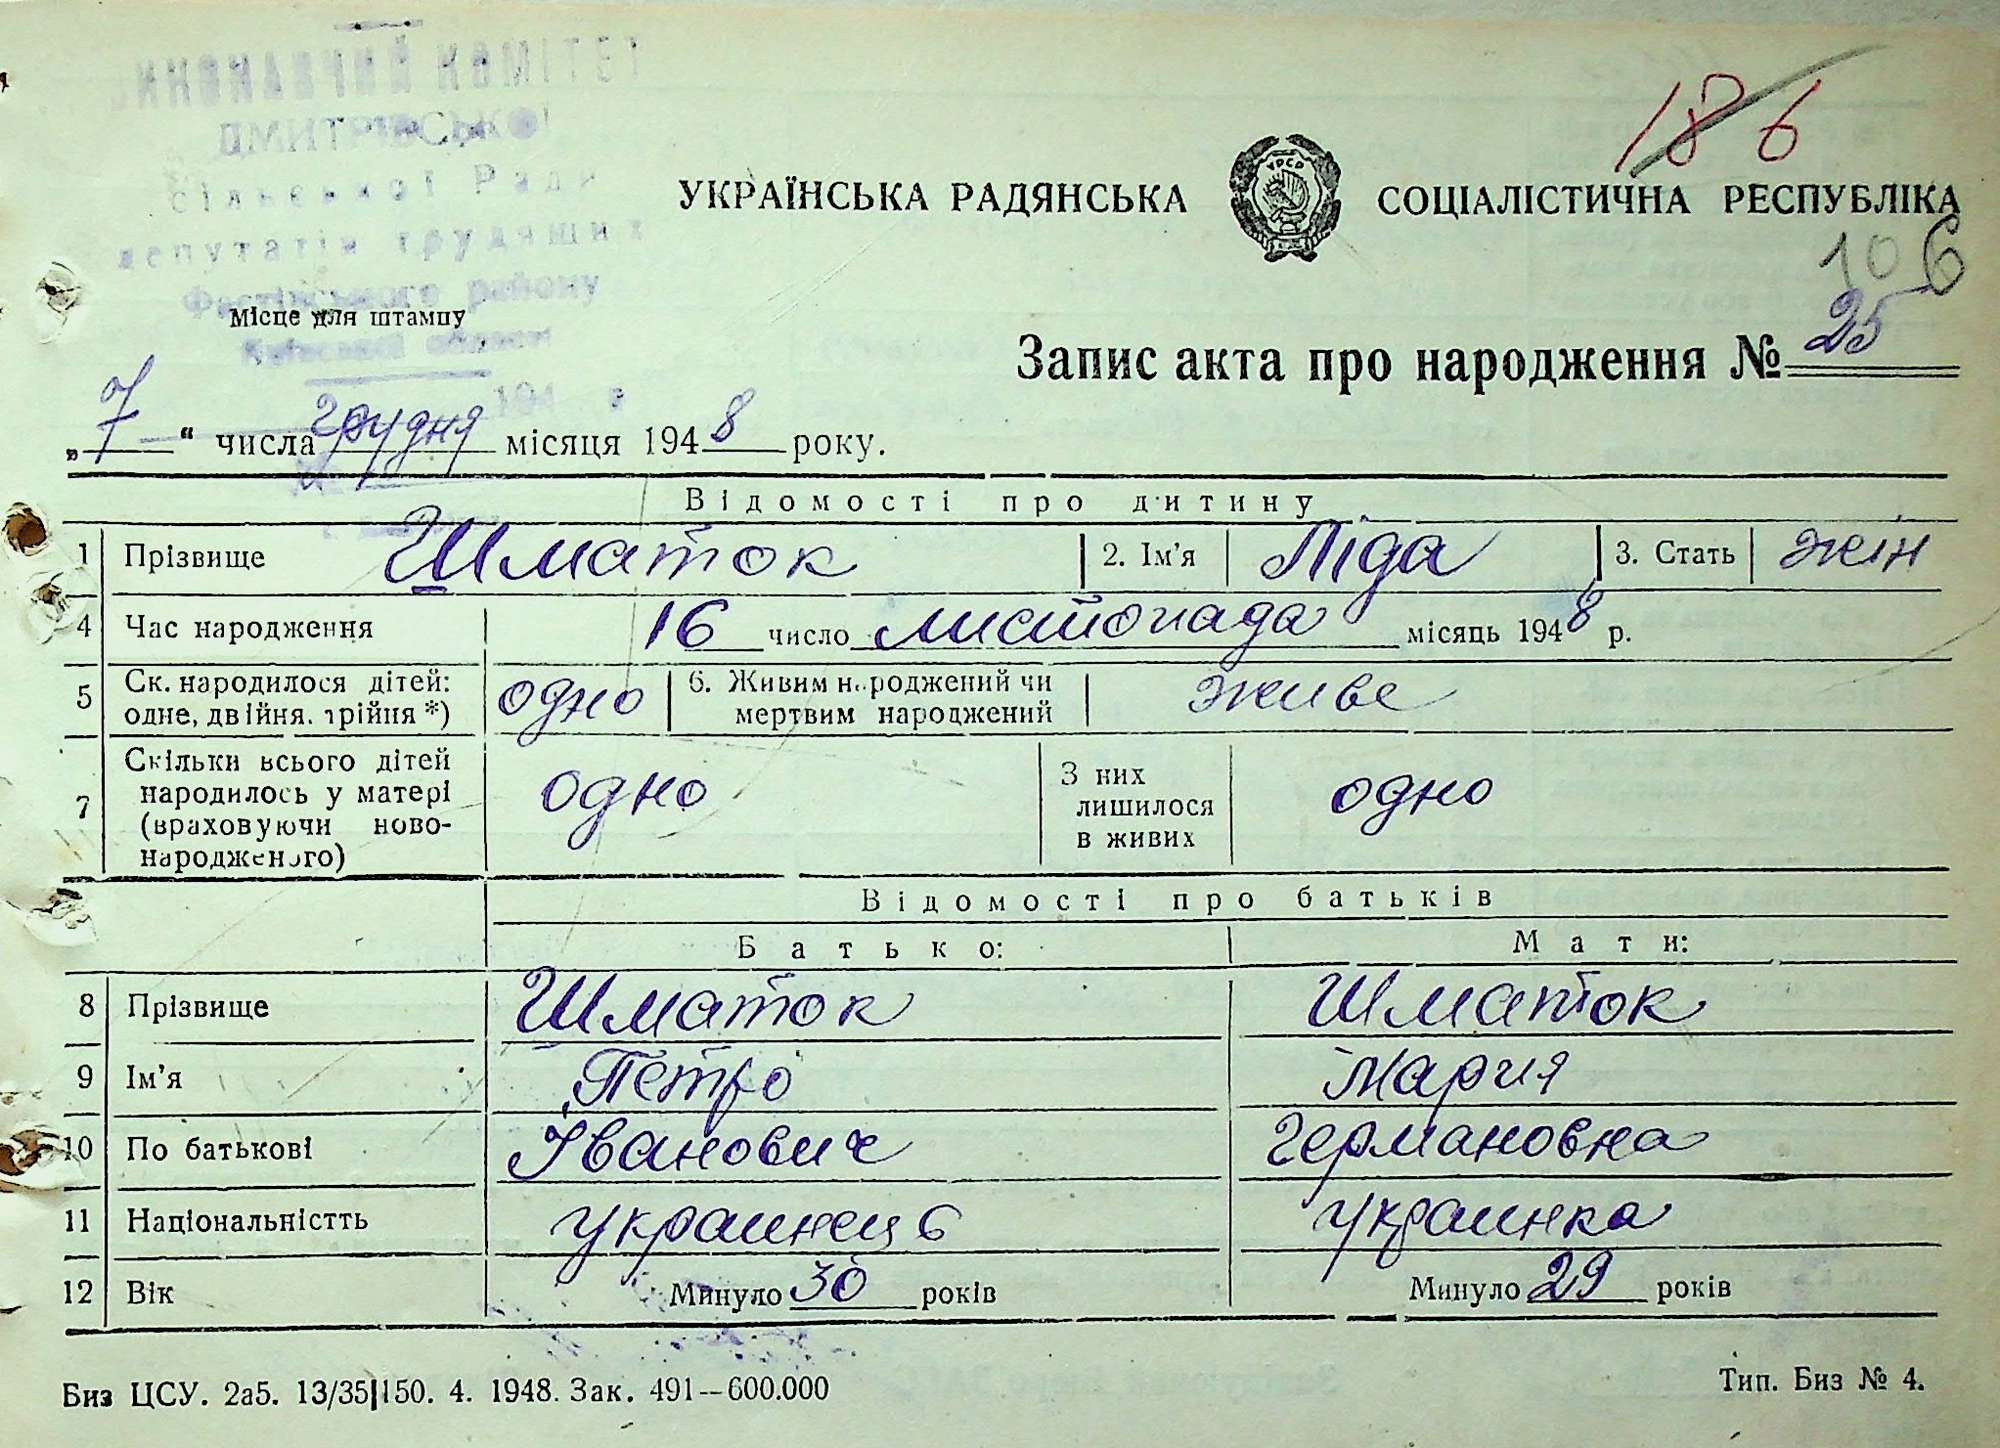 ВИКОНАВЧИЙ КОМІТЕТ
ДМИТРІВСЬКОЇ
сільської Ради
депутатів трудящих
Фастівського району
Київської області
186
УКРАЇНСЬКА РАДЯНСЬКА УРСР СОЦІАЛІСТИЧНА РЕСПУБЛІКА
106
Місце для штампу
Запис акта про народження № 25
194 р
„7“ числа грудня місяця 1948 року.
Відомості про дитину
1 Прізвище Шматок 2. Ім'я Ліда 3. Стать жін
4 Час народження 16 число листопада місяць 1948 р.
5 Ск. народилося дітей: одне, двійня, трійня *) одно 6. Живим народжений чи мертвим народжений живе
7 Скільки всього дітей народилось у матері (враховуючи ново-народженого) одно З них лишилося в живих одно
Відомості про батьків
Батько: Мати:
8 Прізвище Шматок Шматок
9 Ім'я Петро Мария
10 По батькові Іванович Германовна
11 Національністть украинець украинка
12 Вік Минуло 30 років Минуло 29 років
Биз ЦСУ. 2а5. 13/35|150. 4. 1948. Зак. 491—600.000 Тип. Биз № 4.